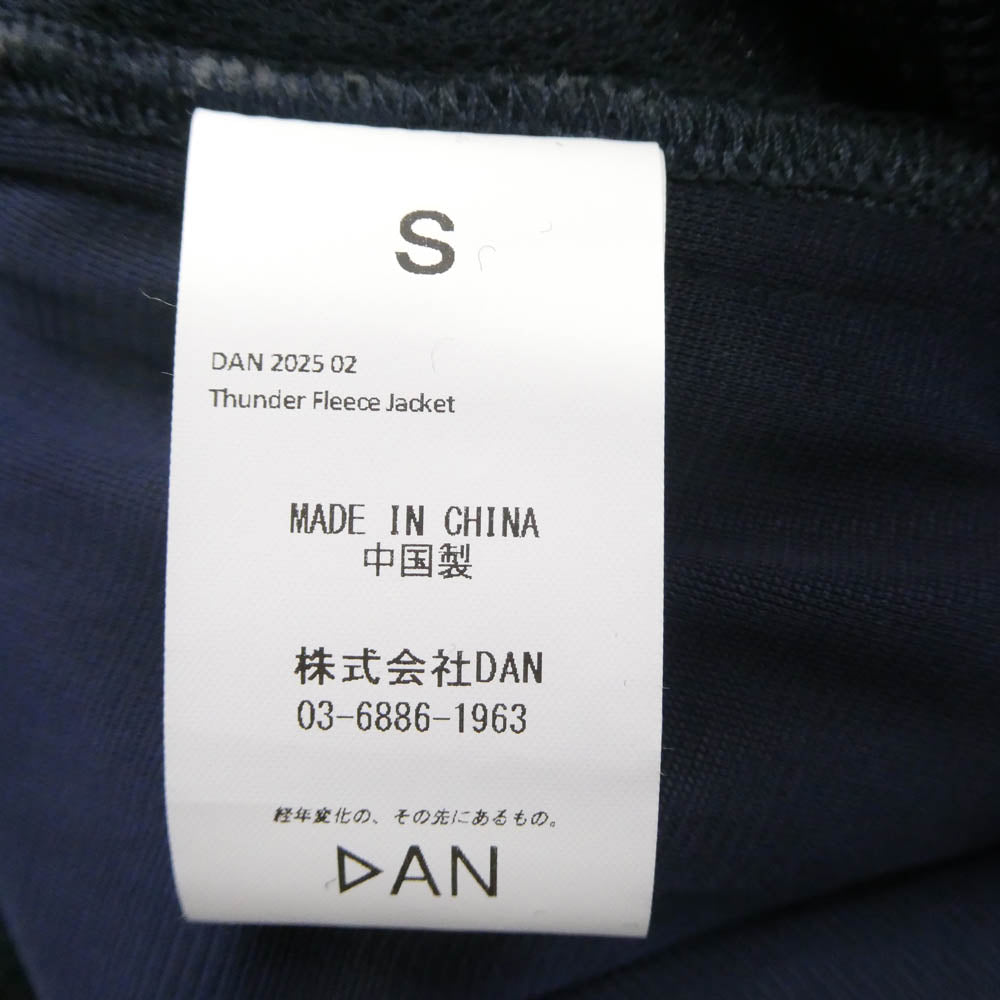 S
DAN 2025 02
Thunder Fleece Jacket
MADE IN CHINA
中国製
株式会社DAN
03-6886-1963
経年変化の、その先にあるもの。
DAN